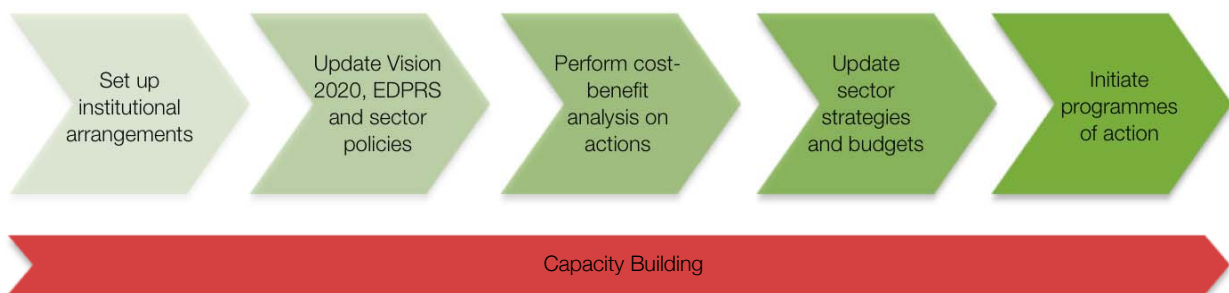 Set up
institutional
arrangements
Update Vision
2020, EDPRS
and sector
policies
Perform cost-
benefit
analysis on
actions
Update
sector
strategies
and budgets
Initiate
programmes
of action
Capacity Building